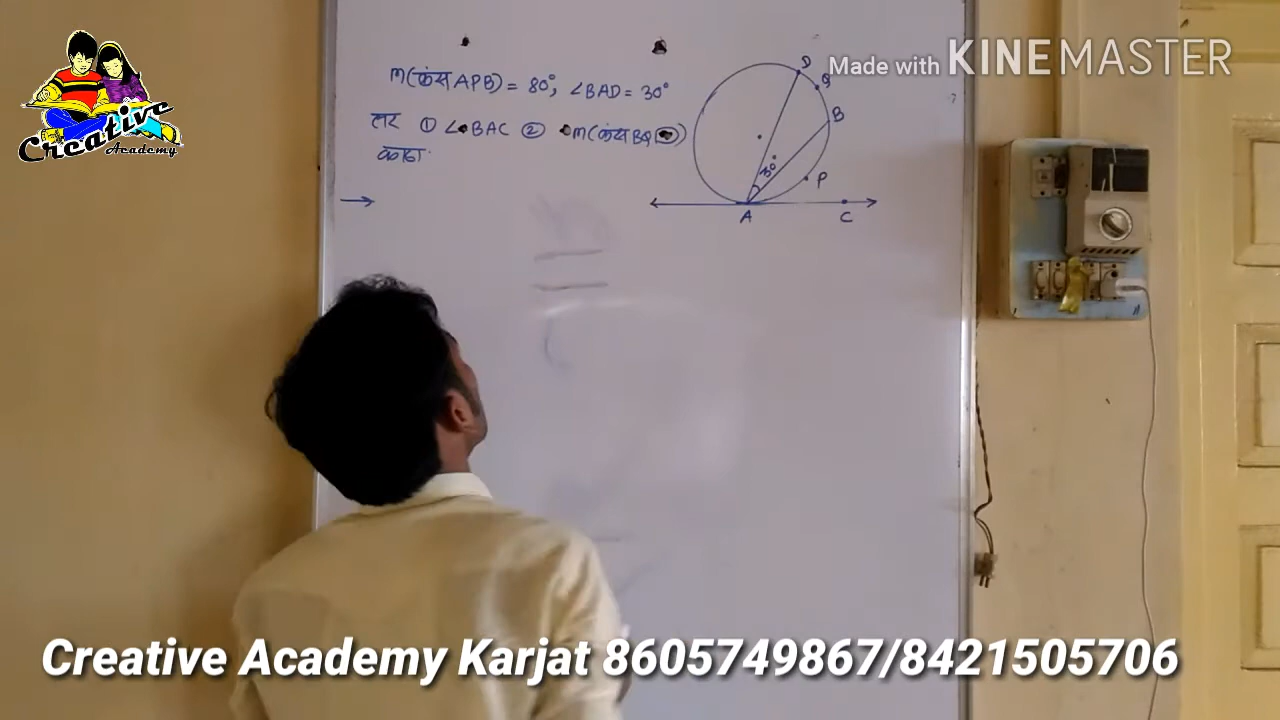 Creative
Academy
Made with KINEMASTER
m(कंस APB) = 80°, ∠BAD = 30°
तर ① ∠BAC ② m(कंस BQD)
काढा.
D
Q
B
30°
P
A
C
Creative Academy Karjat 8605749867/8421505706